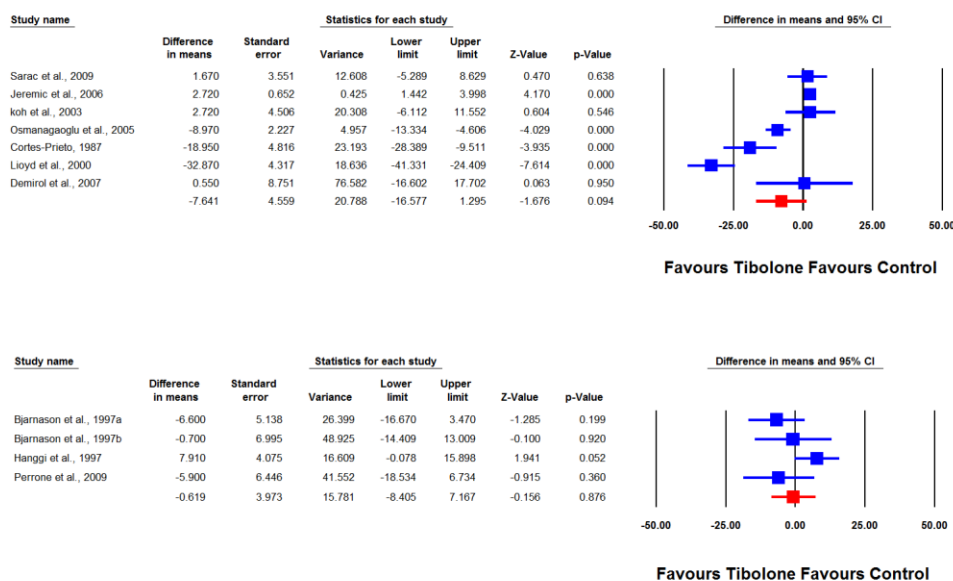 Study name Statistics for each study Difference in means and 95% CI
Difference in means Standard error Variance Lower limit Upper limit Z-Value p-Value
Sarac et al., 2009 1.670 3.551 12.608 -5.289 8.629 0.470 0.638
Jeremic et al., 2006 2.720 0.652 0.425 1.442 3.998 4.170 0.000
koh et al., 2003 2.720 4.506 20.308 -6.112 11.552 0.604 0.546
Osmanagaoglu et al., 2005 -8.970 2.227 4.957 -13.334 -4.606 -4.029 0.000
Cortes-Prieto, 1987 -18.950 4.816 23.193 -28.389 -9.511 -3.935 0.000
Lioyd et al., 2000 -32.870 4.317 18.636 -41.331 -24.409 -7.614 0.000
Demirol et al., 2007 0.550 8.751 76.582 -16.602 17.702 0.063 0.950
-7.641 4.559 20.788 -16.577 1.295 -1.676 0.094
-50.00 -25.00 0.00 25.00 50.00
Favours Tibolone Favours Control
Study name Statistics for each study Difference in means and 95% CI
Difference in means Standard error Variance Lower limit Upper limit Z-Value p-Value
Bjarnason et al., 1997a -6.600 5.138 26.399 -16.670 3.470 -1.285 0.199
Bjarnason et al., 1997b -0.700 6.995 48.925 -14.409 13.009 -0.100 0.920
Hanggi et al., 1997 7.910 4.075 16.609 -0.078 15.898 1.941 0.052
Perrone et al., 2009 -5.900 6.446 41.552 -18.534 6.734 -0.915 0.360
-0.619 3.973 15.781 -8.405 7.167 -0.156 0.876
-50.00 -25.00 0.00 25.00 50.00
Favours Tibolone Favours Control